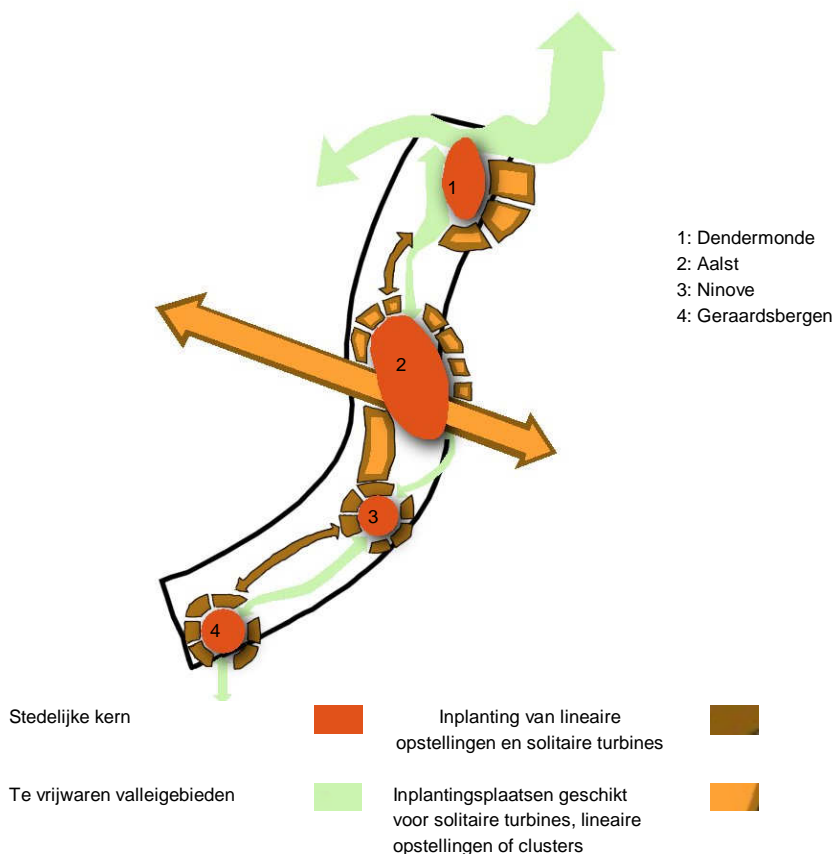 1
1: Dendermonde
2: Aalst
3: Ninove
4: Geraardsbergen
2
3
4
Stedelijke kern
Inplanting van lineaire
opstellingen en solitaire turbines
Te vrijwaren valleigebieden
Inplantingsplaatsen geschikt
voor solitaire turbines, lineaire
opstellingen of clusters